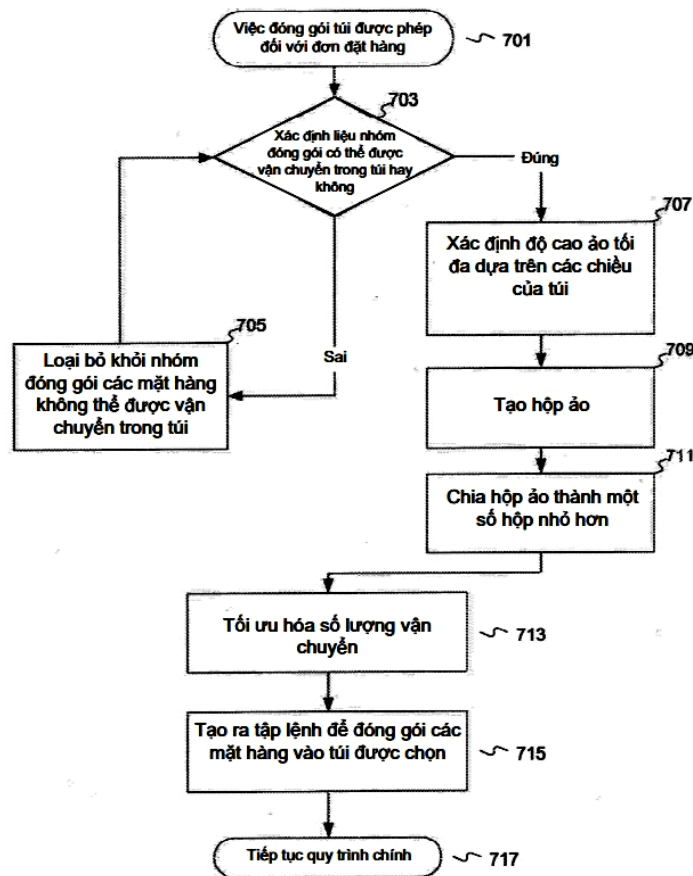 Việc đóng gói túi được phép
đối với đơn đặt hàng
701
703
Xác định liệu nhóm
đóng gói có thể được
vận chuyển trong túi hay
không
Đúng
707
Xác định độ cao ảo tối
đa dựa trên các chiều
của túi
705
Sai
Loại bỏ khỏi nhóm
đóng gói các mặt hàng
không thể được vận
chuyển trong túi
709
Tạo hộp ảo
711
Chia hộp ảo thành một
số hộp nhỏ hơn
Tối ưu hóa số lượng vận
chuyển
713
Tạo ra tập lệnh để đóng gói các
mặt hàng vào túi được chọn
715
Tiếp tục quy trình chính
717